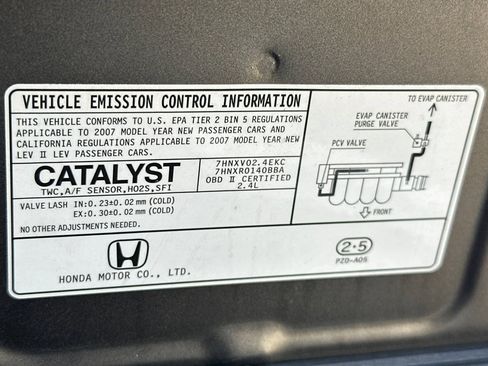 VEHICLE EMISSION CONTROL INFORMATION
THIS VEHICLE CONFORMS TO U.S. EPA TIER 2 BIN 5 REGULATIONS
APPLICABLE TO 2007 MODEL YEAR NEW PASSENGER CARS AND
CALIFORNIA REGULATIONS APPLICABLE TO 2007 MODEL YEAR NEW
LEV II LEV PASSENGER CARS.
CATALYST
TWC, A/F SENSOR, HO2S, SFI
7HNXV02.4EKC
7HNXR0140BBA
OBD II CERTIFIED
2.4L
VALVE LASH IN:0.23±0.02 mm (COLD)
EX:0.30±0.02 mm (COLD)
NO OTHER ADJUSTMENTS NEEDED.
HONDA MOTOR CO., LTD.
TO EVAP CANISTER
EVAP CANISTER
PURGE VALVE
PCV VALVE
FRONT
2·5
PZD-A05